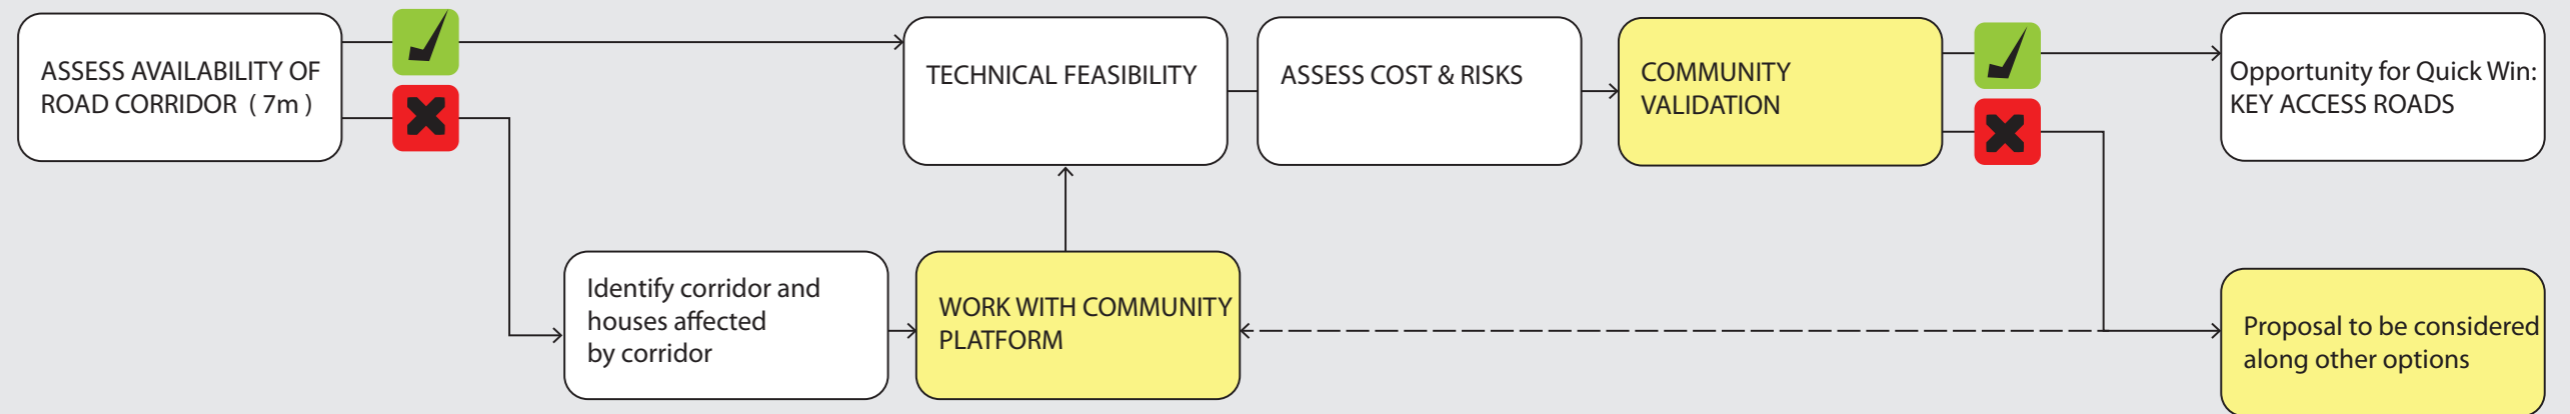 ASSESS AVAILABILITY OF
ROAD CORRIDOR ( 7m )
TECHNICAL FEASIBILITY
ASSESS COST & RISKS
COMMUNITY
VALIDATION
Opportunity for Quick Win:
KEY ACCESS ROADS
Identify corridor and
houses affected
by corridor
WORK WITH COMMUNITY
PLATFORM
Proposal to be considered
along other options